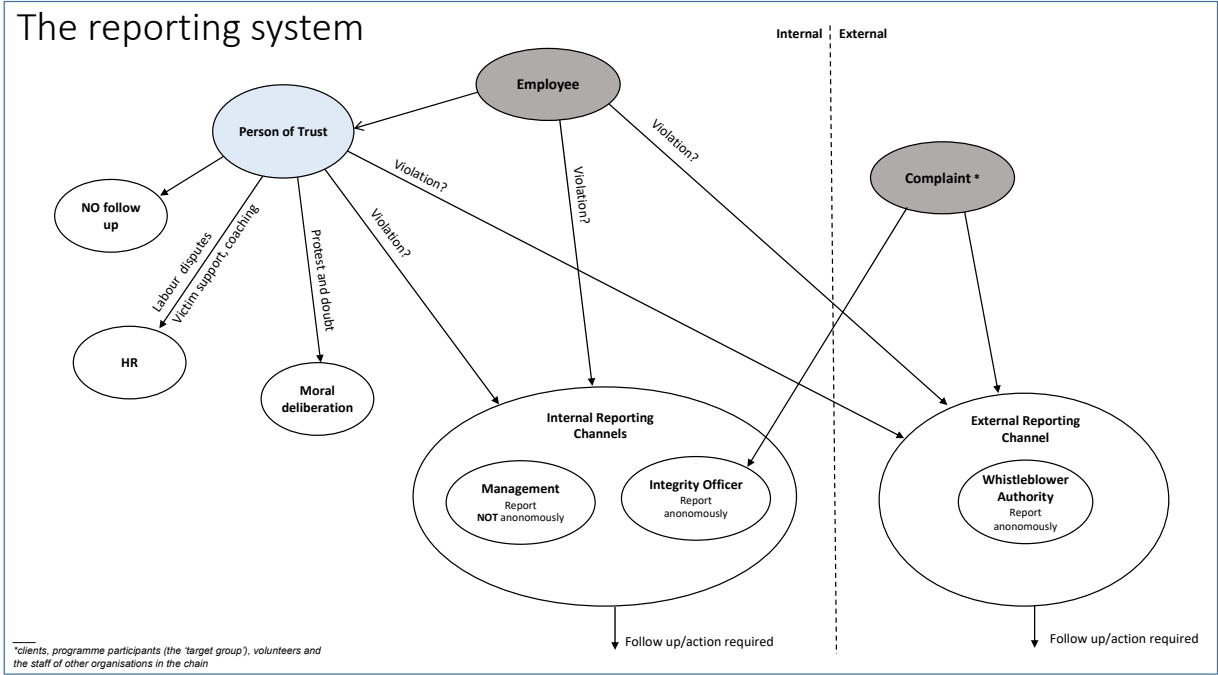 The reporting system
Internal
External
Employee
Person of Trust
Complaint *
Violation?
Violation?
Violation?
Violation?
NO follow
up
Labour disputes
Victim support, coaching
Protest and doubt
HR
Moral
deliberation
Internal Reporting
Channels
Management
Report
NOT anonomously
Integrity Officer
Report
anonomously
External Reporting
Channel
Whistleblower
Authority
Report
anonomously
Follow up/action required
Follow up/action required
*clients, programme participants (the ‘target group’), volunteers and
the staff of other organisations in the chain